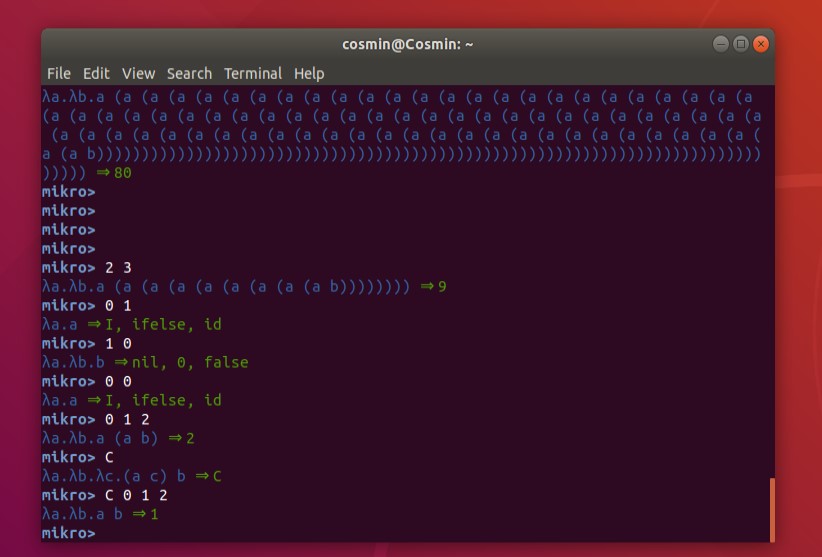 cosmin@Cosmin: ~
File Edit View Search Terminal Help
λa.λb.a (a (a (a (a (a (a (a (a (a (a (a (a (a (a (a (a (a (a (a (a (a (a (a (a
(a (a (a (a (a (a (a (a (a (a (a (a (a (a (a (a (a (a (a (a (a (a (a (a (a (a (a
(a (a (a (a (a (a (a (a (a (a (a (a (a (a (a (a (a (a (a (a (a (a (a (a (a (a (
a (a b))))))))))))))))))))))))))))))))))))))))))))))))))))))))))))))))))))))))))
))))) ⇒80
mikro>
mikro>
mikro>
mikro>
mikro> 2 3
λa.λb.a (a (a (a (a (a (a (a (a b)))))))) ⇒9
mikro> 0 1
λa.a ⇒I, ifelse, id
mikro> 1 0
λa.λb.b ⇒nil, 0, false
mikro> 0 0
λa.a ⇒I, ifelse, id
mikro> 0 1 2
λa.λb.a (a b) ⇒2
mikro> C
λa.λb.λc.(a c) b ⇒C
mikro> C 0 1 2
λa.λb.a b ⇒1
mikro>